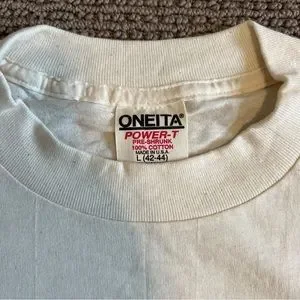 ONEITA®
POWER-T
PRE-SHRUNK
100% COTTON
MADE IN U.S.A.
L (42-44)